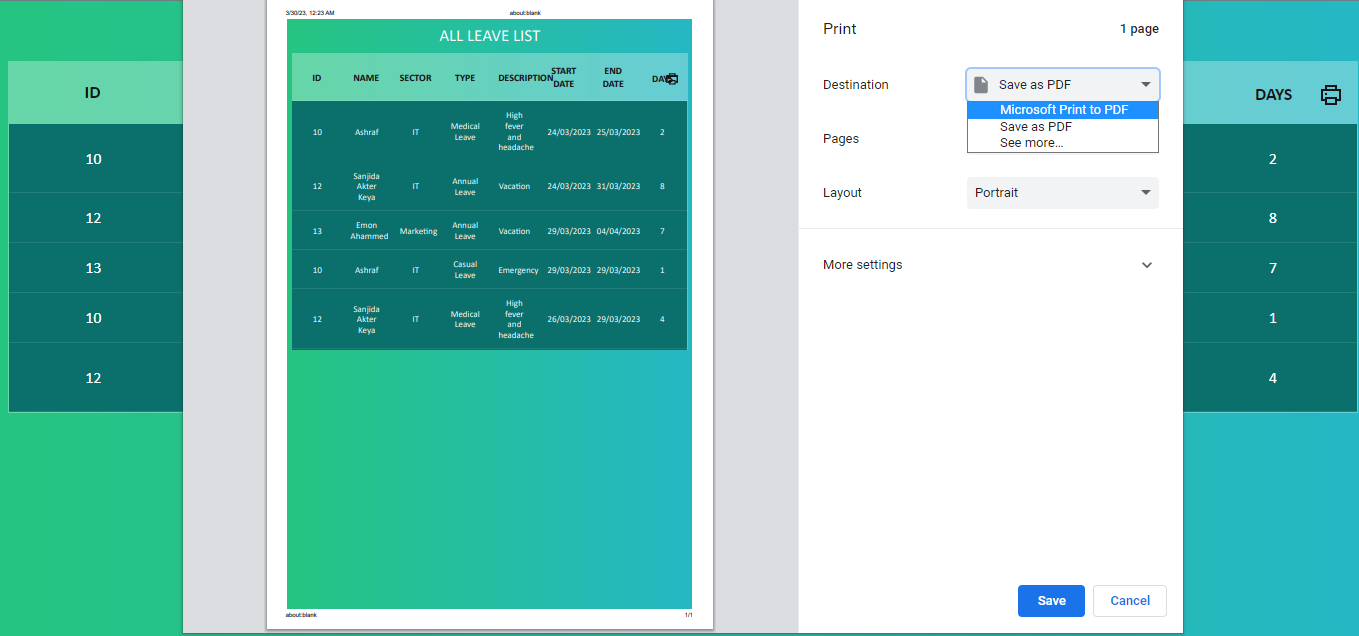 3/30/23, 12:23 AM
about:blank
ALL LEAVE LIST
ID NAME SECTOR TYPE DESCRIPTION START DATE END DATE DAYS
10 Ashraf IT Medical Leave High fever and headache 24/03/2023 25/03/2023 2
12 Sanjida Akter Keya IT Annual Leave Vacation 24/03/2023 31/03/2023 8
13 Emon Ahammed Marketing Annual Leave Vacation 29/03/2023 04/04/2023 7
10 Ashraf IT Casual Leave Emergency 29/03/2023 29/03/2023 1
12 Sanjida Akter Keya IT Medical Leave High fever and headache 26/03/2023 29/03/2023 4
about:blank
1/1
ID
10
12
13
10
12
Print
1 page
Destination
Save as PDF
Microsoft Print to PDF
Save as PDF
See more...
Pages
Layout
Portrait
More settings
Save
Cancel
DAYS
2
8
7
1
4